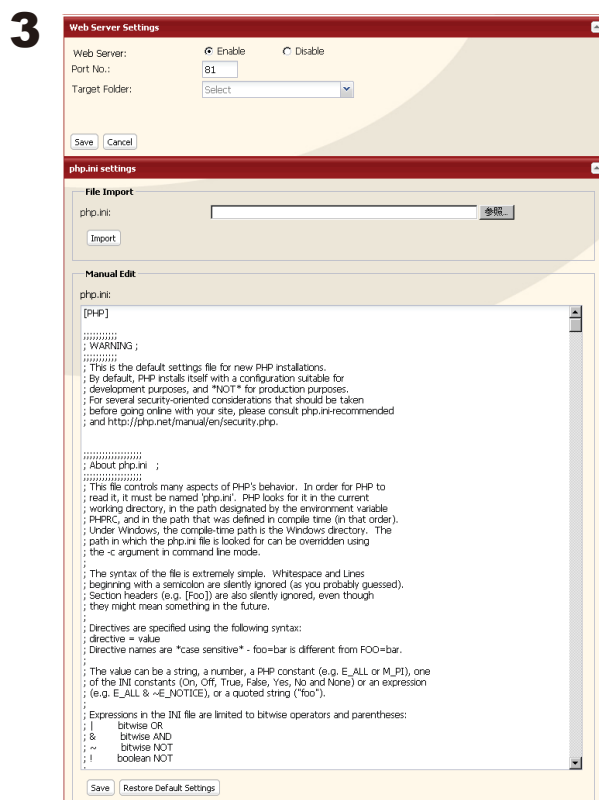 3
Web Server Settings
Web Server: Enable Disable
Port No.: 81
Target Folder: Select
Save Cancel
php.ini settings
File Import
php.ini: 参照...
Import
Manual Edit
php.ini:
[PHP]
;;;;;;;;;;;
; WARNING ;
;;;;;;;;;;;
; This is the default settings file for new PHP installations.
; By default, PHP installs itself with a configuration suitable for
; development purposes, and *NOT* for production purposes.
; For several security-oriented considerations that should be taken
; before going online with your site, please consult php.ini-recommended
; and http://php.net/manual/en/security.php.
;;;;;;;;;;;;;;;;;;;
; About php.ini ;
;;;;;;;;;;;;;;;;;;;
; This file controls many aspects of PHP's behavior. In order for PHP to
; read it, it must be named 'php.ini'. PHP looks for it in the current
; working directory, in the path designated by the environment variable
; PHPRC, and in the path that was defined in compile time (in that order).
; Under Windows, the compile-time path is the Windows directory. The
; path in which the php.ini file is looked for can be overridden using
; the -c argument in command line mode.
;
; The syntax of the file is extremely simple. Whitespace and Lines
; beginning with a semicolon are silently ignored (as you probably guessed).
; Section headers (e.g. [Foo]) are also silently ignored, even though
; they might mean something in the future.
;
; Directives are specified using the following syntax:
; directive = value
; Directive names are *case sensitive* - foo=bar is different from FOO=bar.
;
; The value can be a string, a number, a PHP constant (e.g. E_ALL or M_PI), one
; of the INI constants (On, Off, True, False, Yes, No and None) or an expression
; (e.g. E_ALL & ~E_NOTICE), or a quoted string ("foo").
;
; Expressions in the INI file are limited to bitwise operators and parentheses:
; | bitwise OR
; & bitwise AND
; ~ bitwise NOT
; ! boolean NOT
Save Restore Default Settings